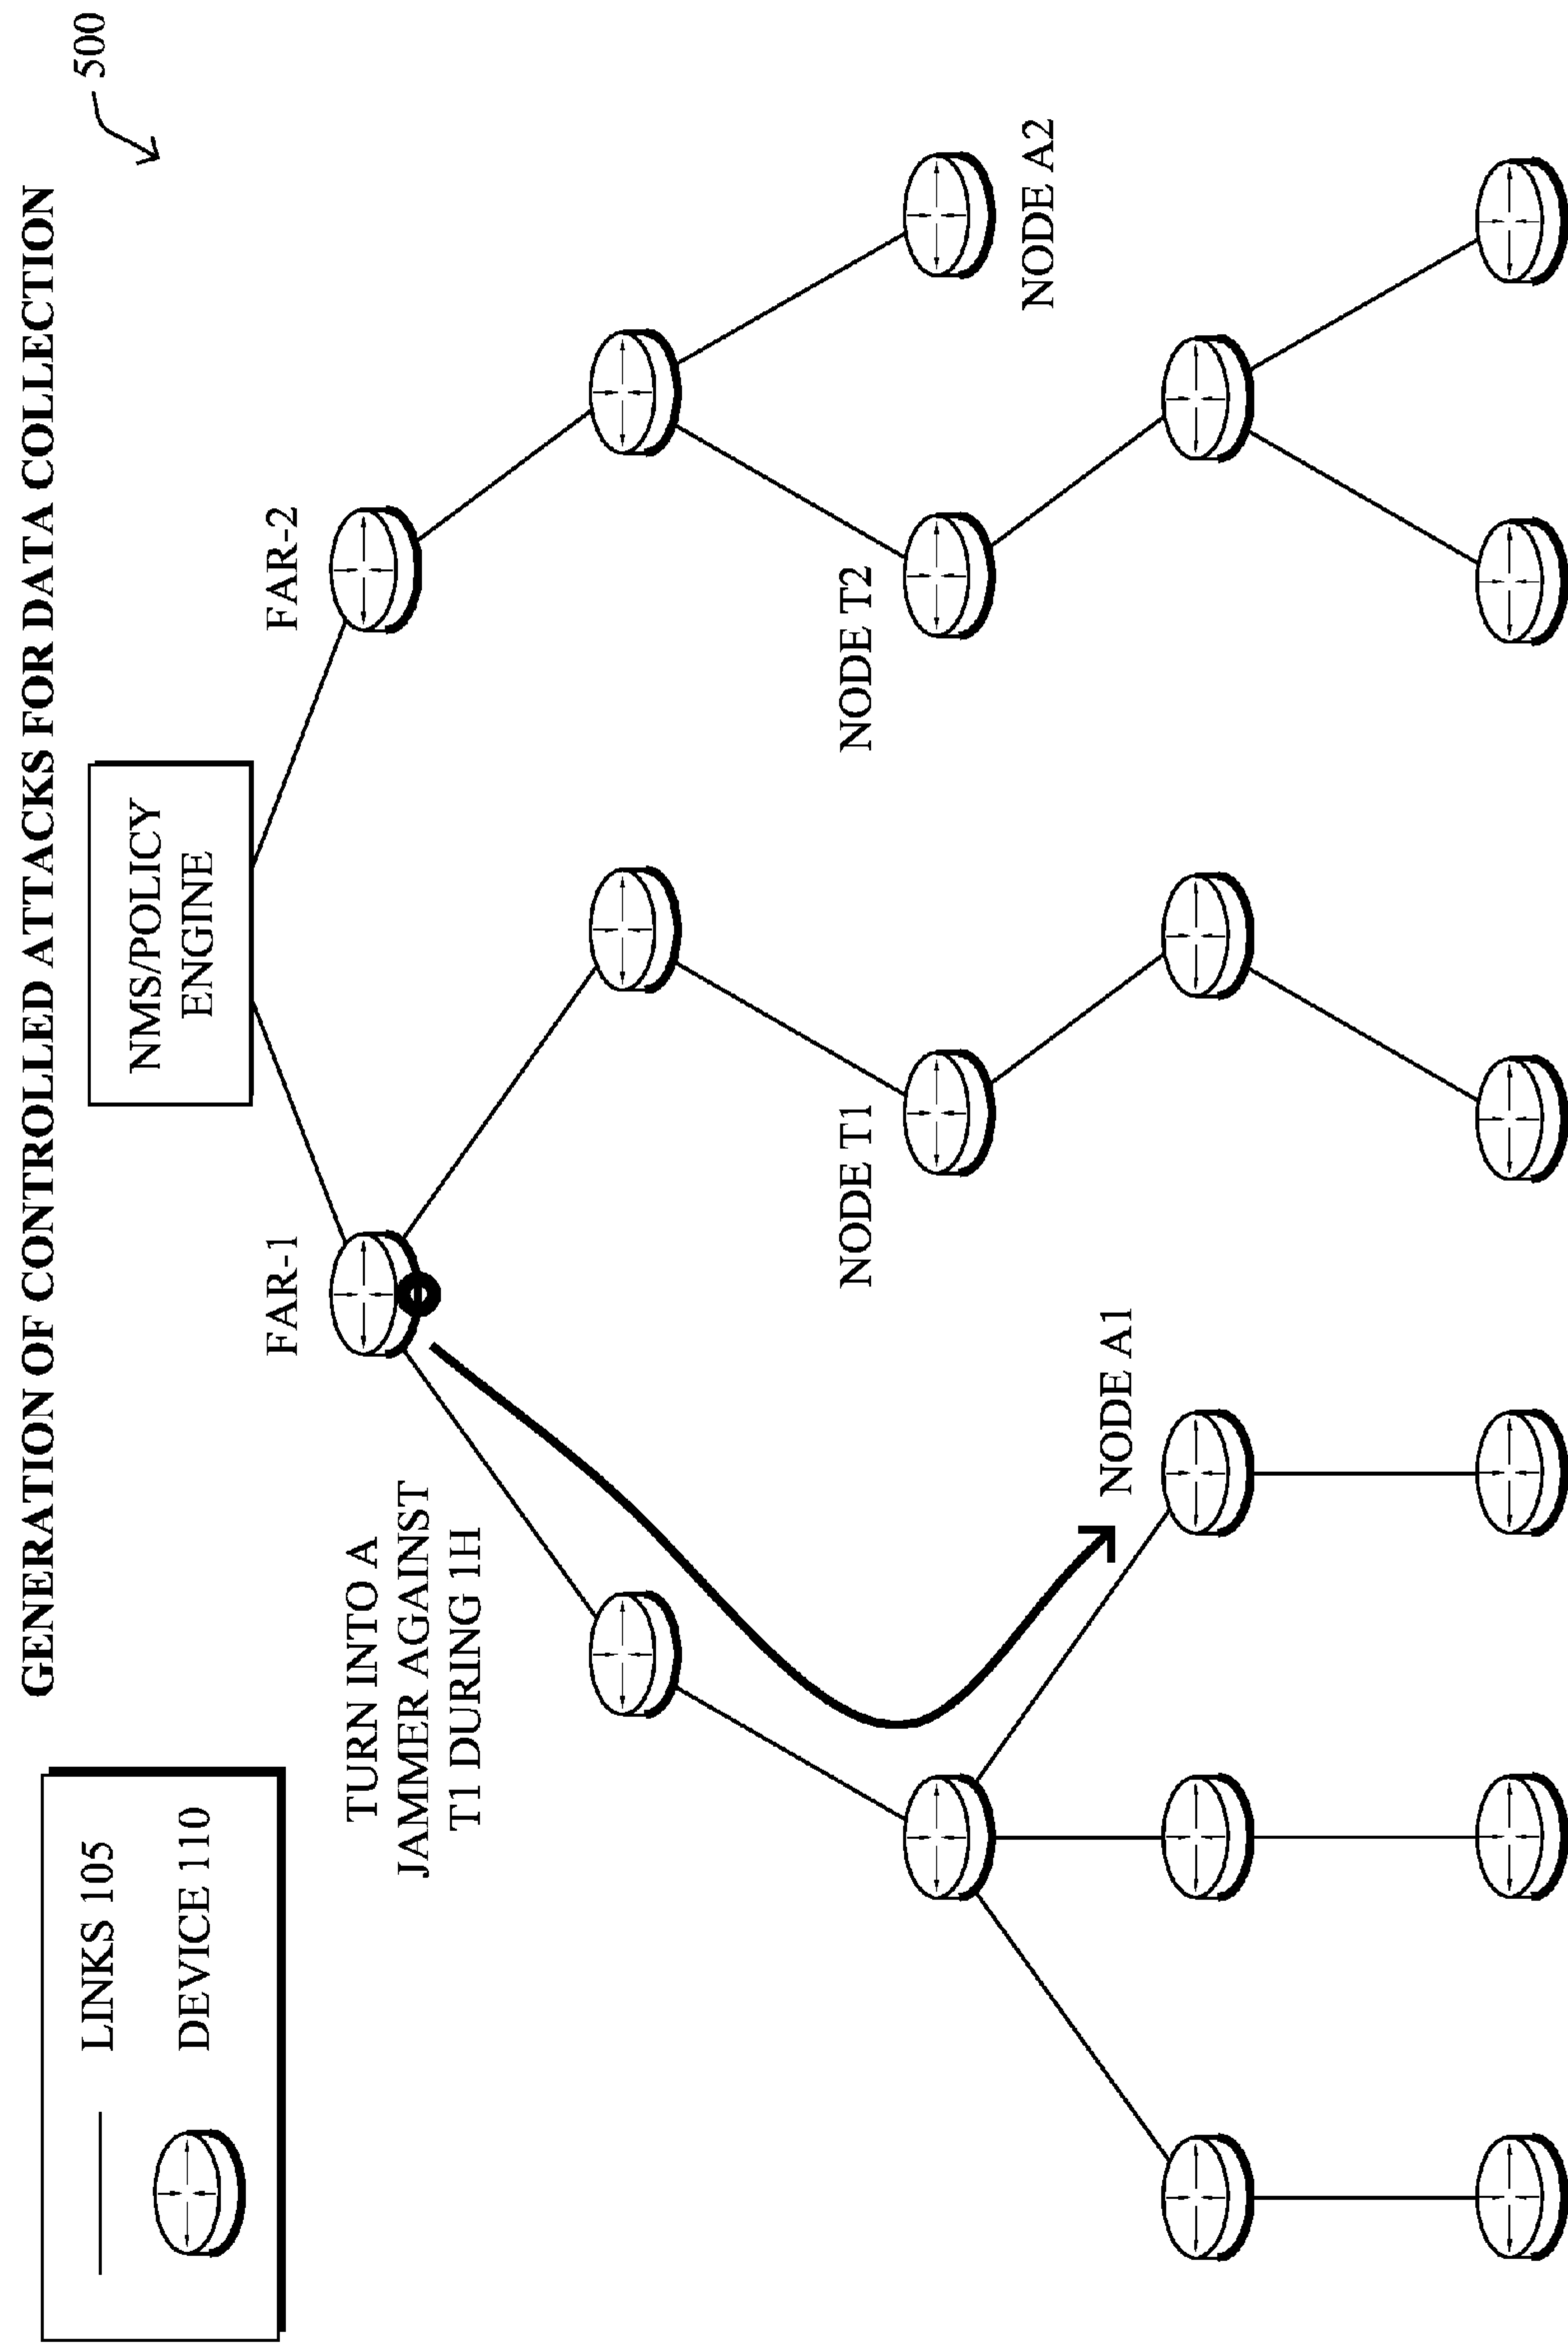 GENERATION OF CONTROLLED ATTACKS FOR DATA COLLECTION
500
LINKS 105
DEVICE 110
NMS/POLICY
ENGINE
FAR-1
FAR-2
TURN INTO A
JAMMER AGAINST
T1 DURING 1H
NODE T1
NODE T2
NODE A2
NODE A1